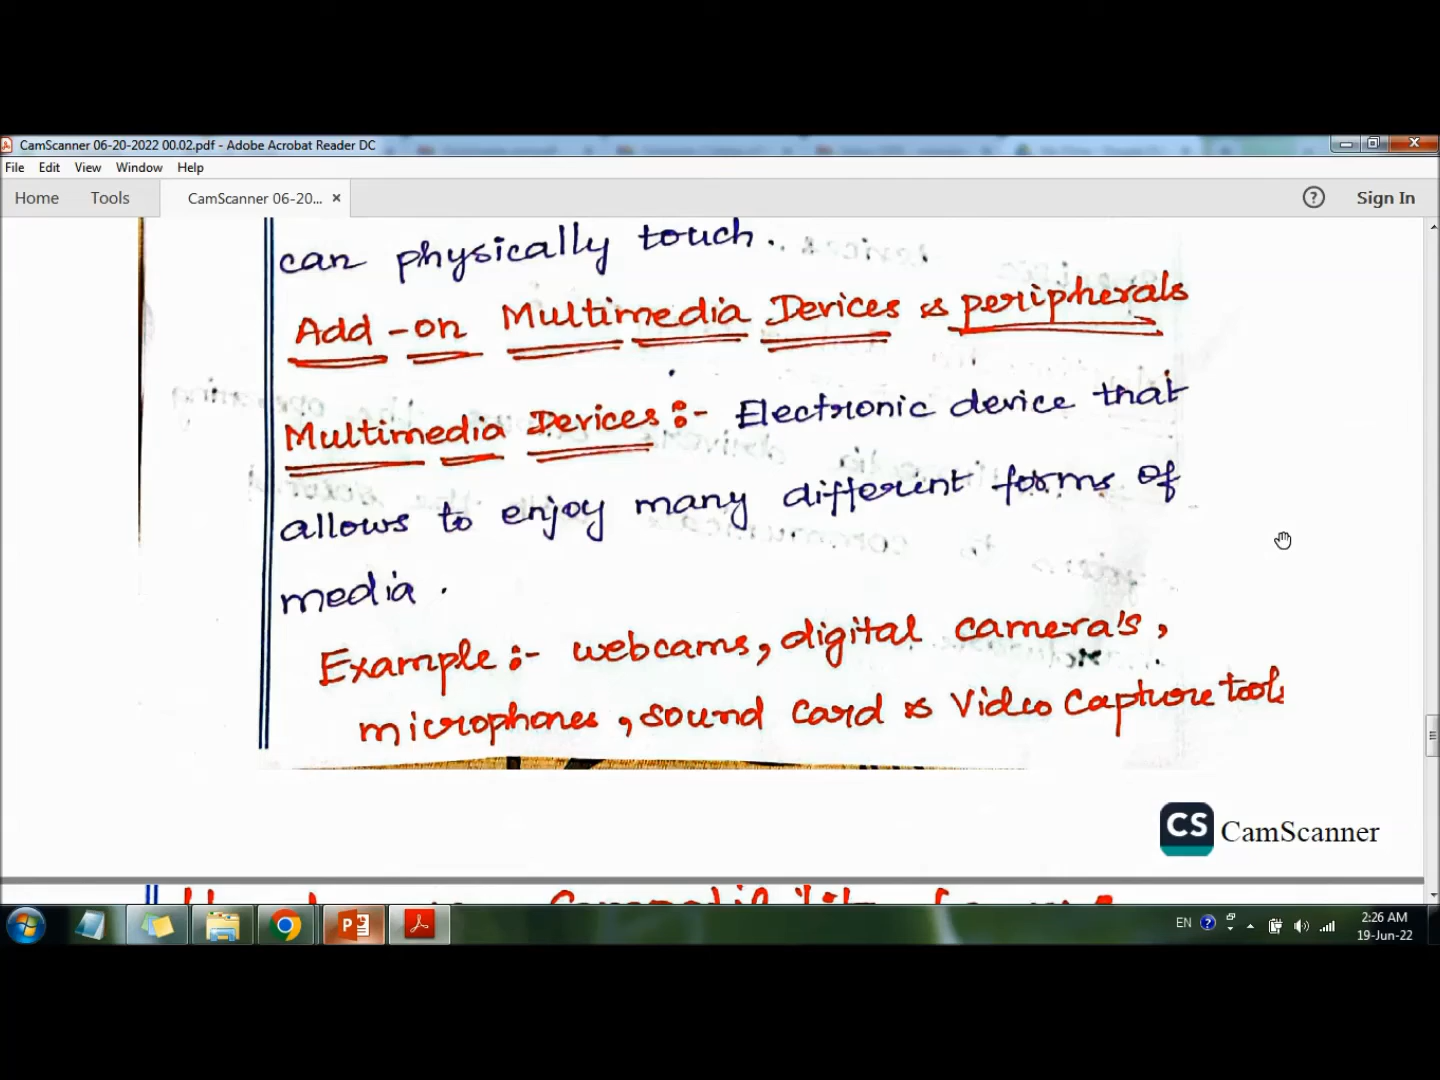 CamScanner 06-20-2022 00.02.pdf - Adobe Acrobat Reader DC
File Edit View Window Help
Home Tools CamScanner 06-20... × ? Sign In
can physically touch.
Add-on Multimedia Devices & peripherals
Multimedia Devices :- Electronic device that
allows to enjoy many different forms of
media.
Example :- webcams, digital camera's,
microphones, sound card & Video Capture tools
CS CamScanner
EN 2:26 AM
19-Jun-22